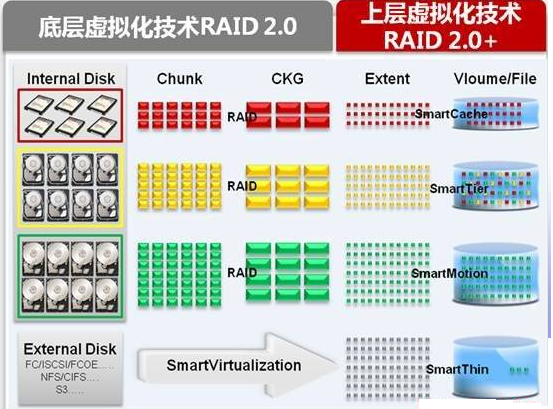 底层虚拟化技术RAID 2.0
上层虚拟化技术
RAID 2.0+
Internal Disk
Chunk
CKG
Extent
Vloume/File
RAID
SmartCache
RAID
SmartTier
RAID
SmartMotion
External Disk
FC/ISCSI/FCOE.....
NFS/CIFS....
S3.....
SmartVirtualization
SmartThin